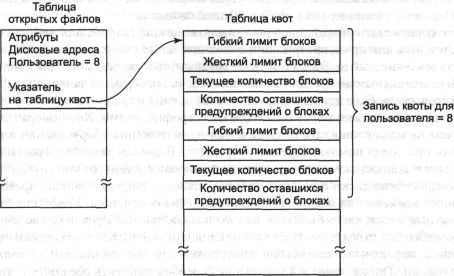 Таблица
открытых файлов
Таблица квот
Атрибуты
Дисковые адреса
Пользователь = 8
Указатель
на таблицу квот
Гибкий лимит блоков
Жесткий лимит блоков
Текущее количество блоков
Количество оставшихся
предупреждений о блоках
Гибкий лимит блоков
Жесткий лимит блоков
Текущее количество блоков
Количество оставшихся
предупреждений о блоках
Запись квоты для
пользователя = 8